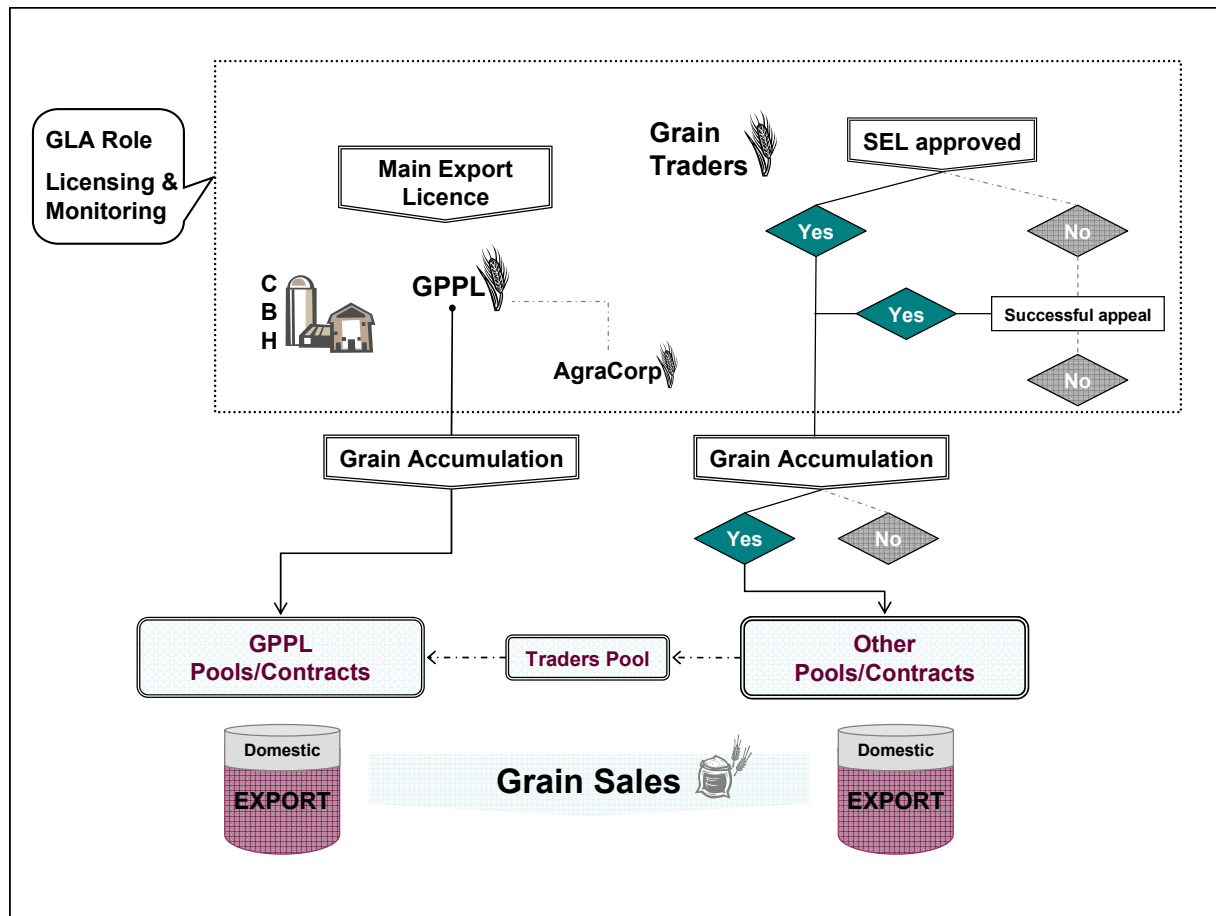 GLA Role
Licensing &
Monitoring
Main Export
Licence
Grain
Traders
SEL approved
Yes
No
C
B
H
GPPL
AgraCorp
Yes
Successful appeal
No
Grain Accumulation
Grain Accumulation
Yes
No
GPPL
Pools/Contracts
Traders Pool
Other
Pools/Contracts
Domestic
EXPORT
Grain Sales
Domestic
EXPORT